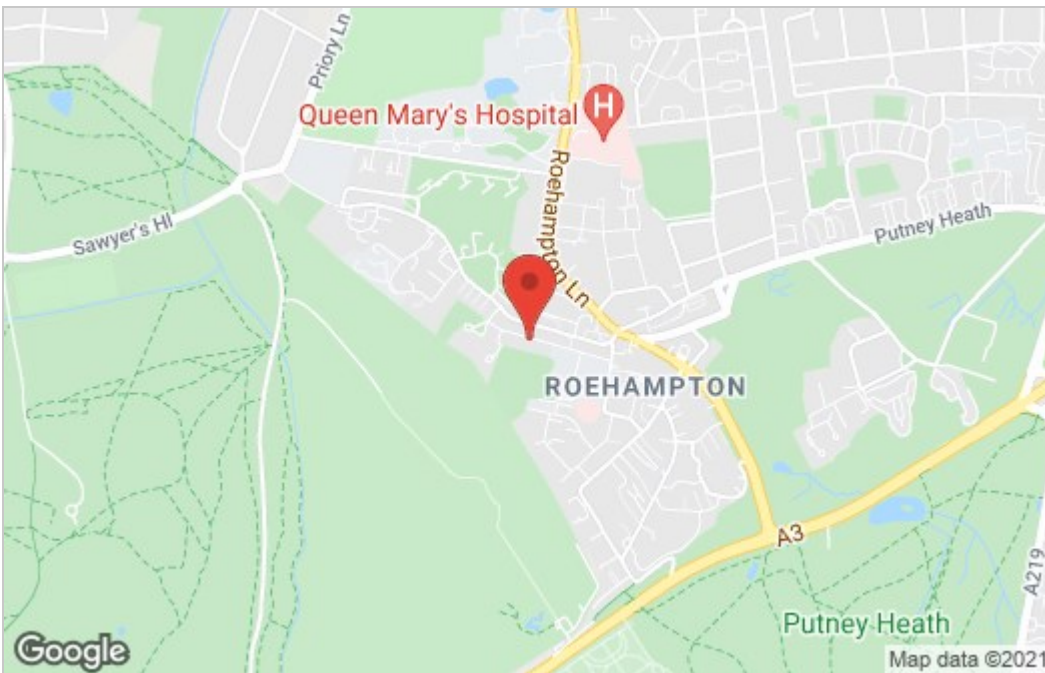 Priory Ln
Queen Mary's Hospital
H
Roehampton Ln
Sawyer's Hl
Putney Heath
ROEHAMPTON
A3
A219
Putney Heath
Google
Map data ©2021